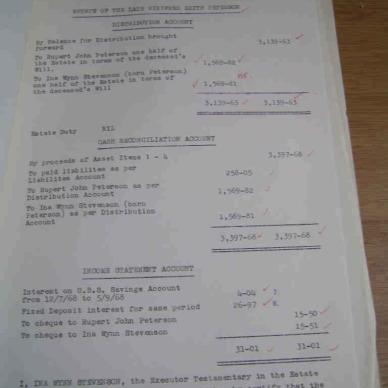 ESTATE OF THE LATE WINIFRED EDITH PETERSON
DISTRIBUTION ACCOUNT
By Balance for Distribution brought
forward 3,139-63
To Rupert John Peterson one half of
the Estate in terms of the deceased's
Will. 1,569-82
To Ina Wynn Stevenson (born Peterson)
one half of the Estate in terms of
the deceased's Will 1,569-81
3,139-63 3,139-63
Estate Duty NIL
CASH RECONCILIATION ACCOUNT
By proceeds of Asset Items 1 - 4 3,397-68
To paid liabilities as per
Liabilities Account 258-05
To Rupert John Peterson as per
Distribution Account 1,569-82
To Ina Wynn Stevenson (born
Peterson) as per Distribution
Account 1,569-81
3,397-68 3,397-68
INCOME STATEMENT ACCOUNT
Interest on U.B.S. Savings Account
from 12/7/68 to 5/9/68 4-04
Fixed Deposit interest for same period 26-97
To cheque to Rupert John Peterson 15-50
To cheque to Ina Wynn Stevenson 15-51
31-01 31-01
I, INA WYNN STEVENSON, the Executor Testamentary in the Estate
certify that the